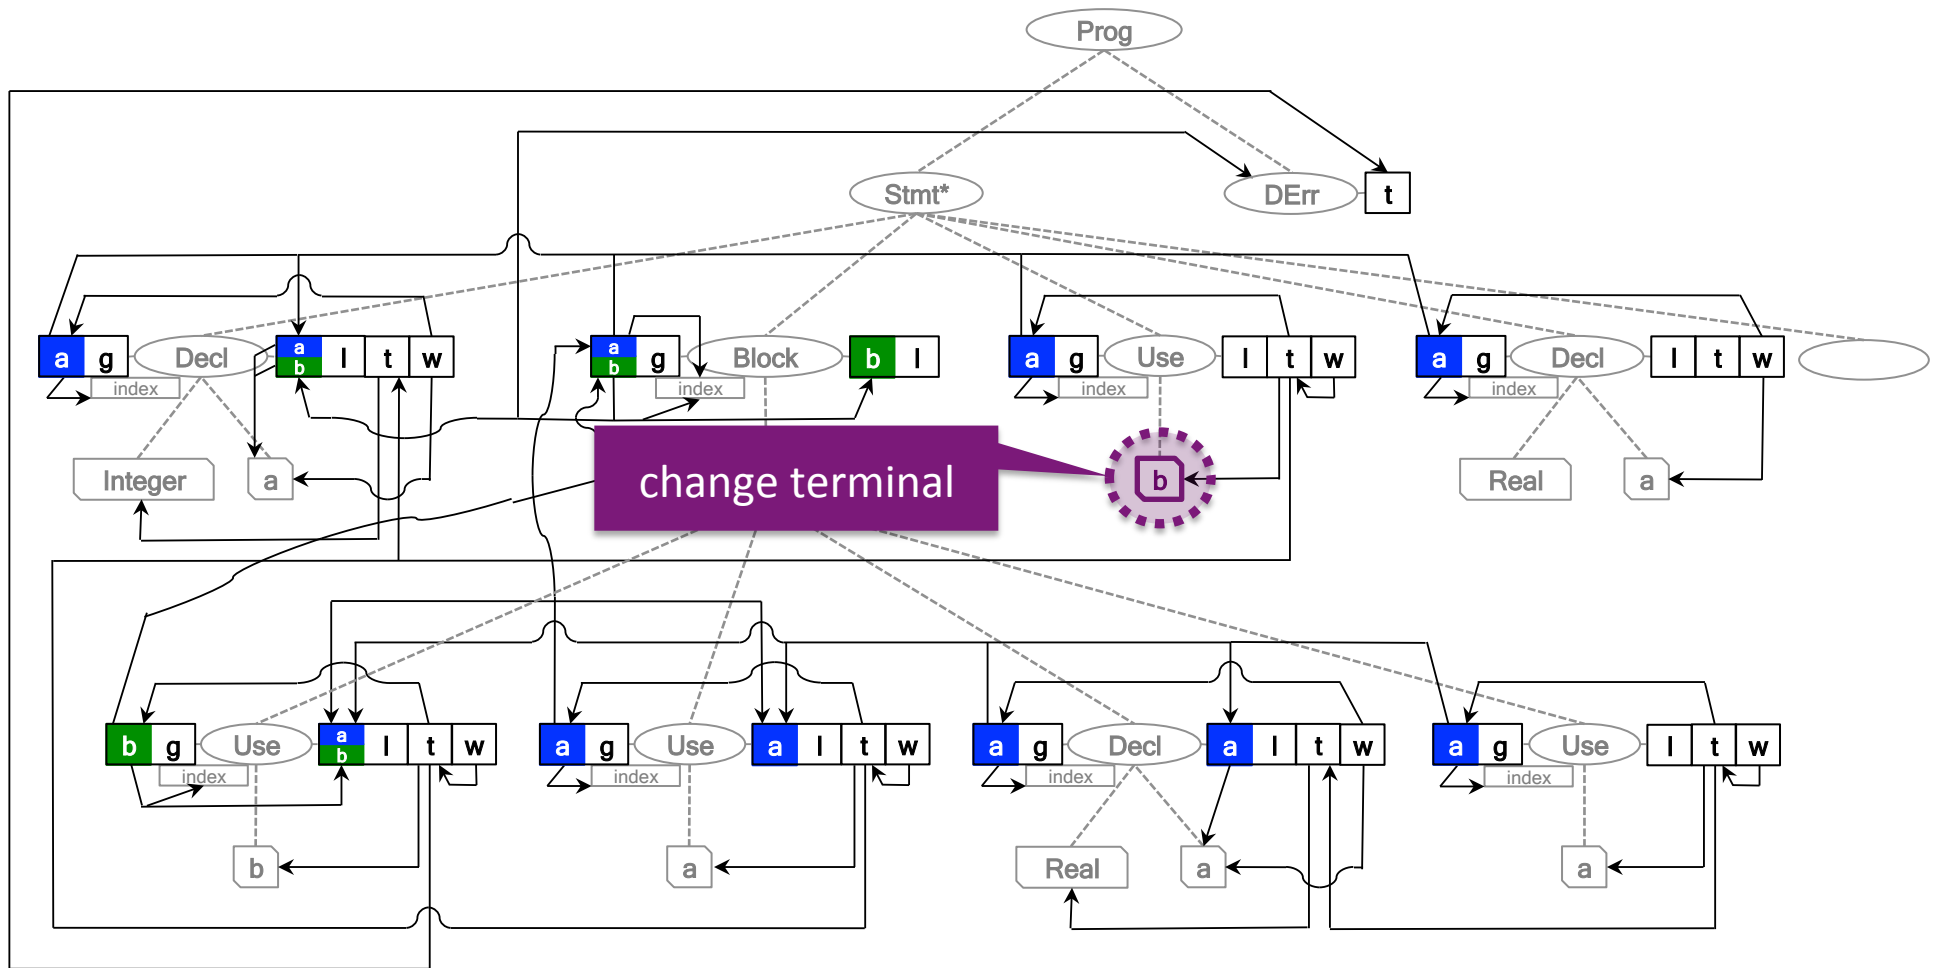 Prog
Stmt*
DErr
t
a g
Decl
a
b
l t w
index
a
b
g
Block
b l
index
a g
Use
l t w
index
a g
Decl
l t w
index
Integer
a
change terminal
b
Real
a
b g
Use
a
b
l t w
index
a g
Use
a l t w
index
a g
Decl
a l t w
index
a g
Use
l t w
index
b
a
Real
a
a